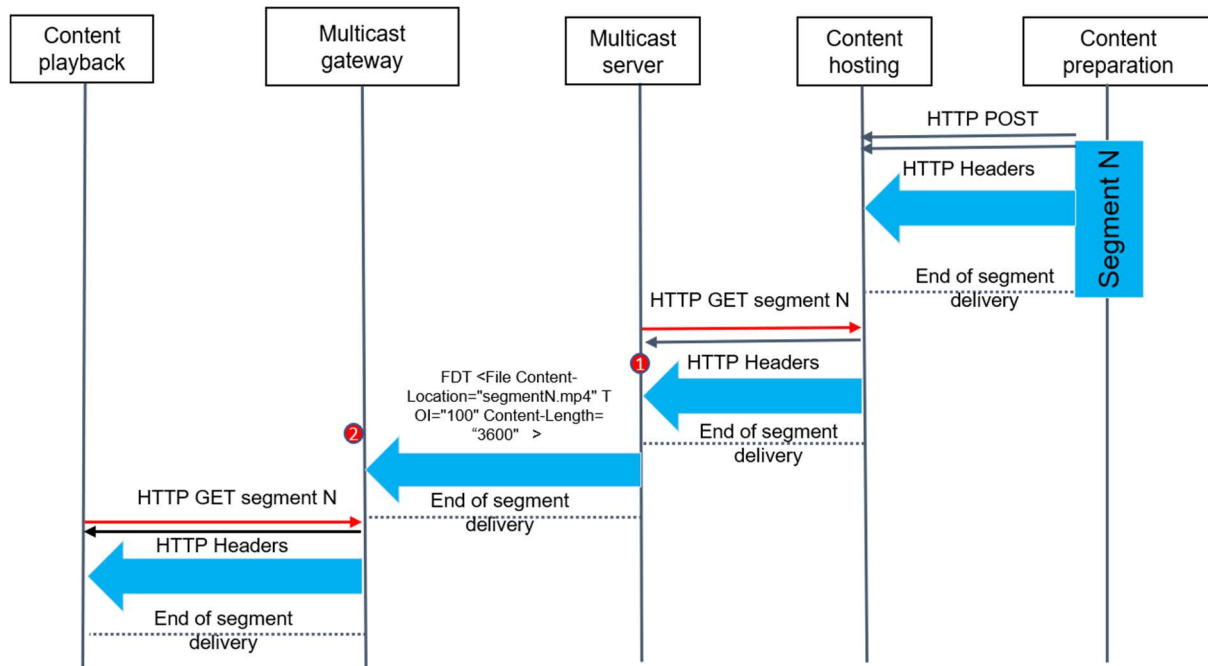 Content
playback
Multicast
gateway
Multicast
server
Content
hosting
Content
preparation
HTTP POST
Segment N
HTTP Headers
End of segment
delivery
HTTP GET segment N
1
HTTP Headers
FDT <File Content-
Location="segmentN.mp4" T
OI="100" Content-Length=
“3600" >
End of segment
delivery
2
HTTP GET segment N
End of segment
delivery
HTTP Headers
End of segment
delivery